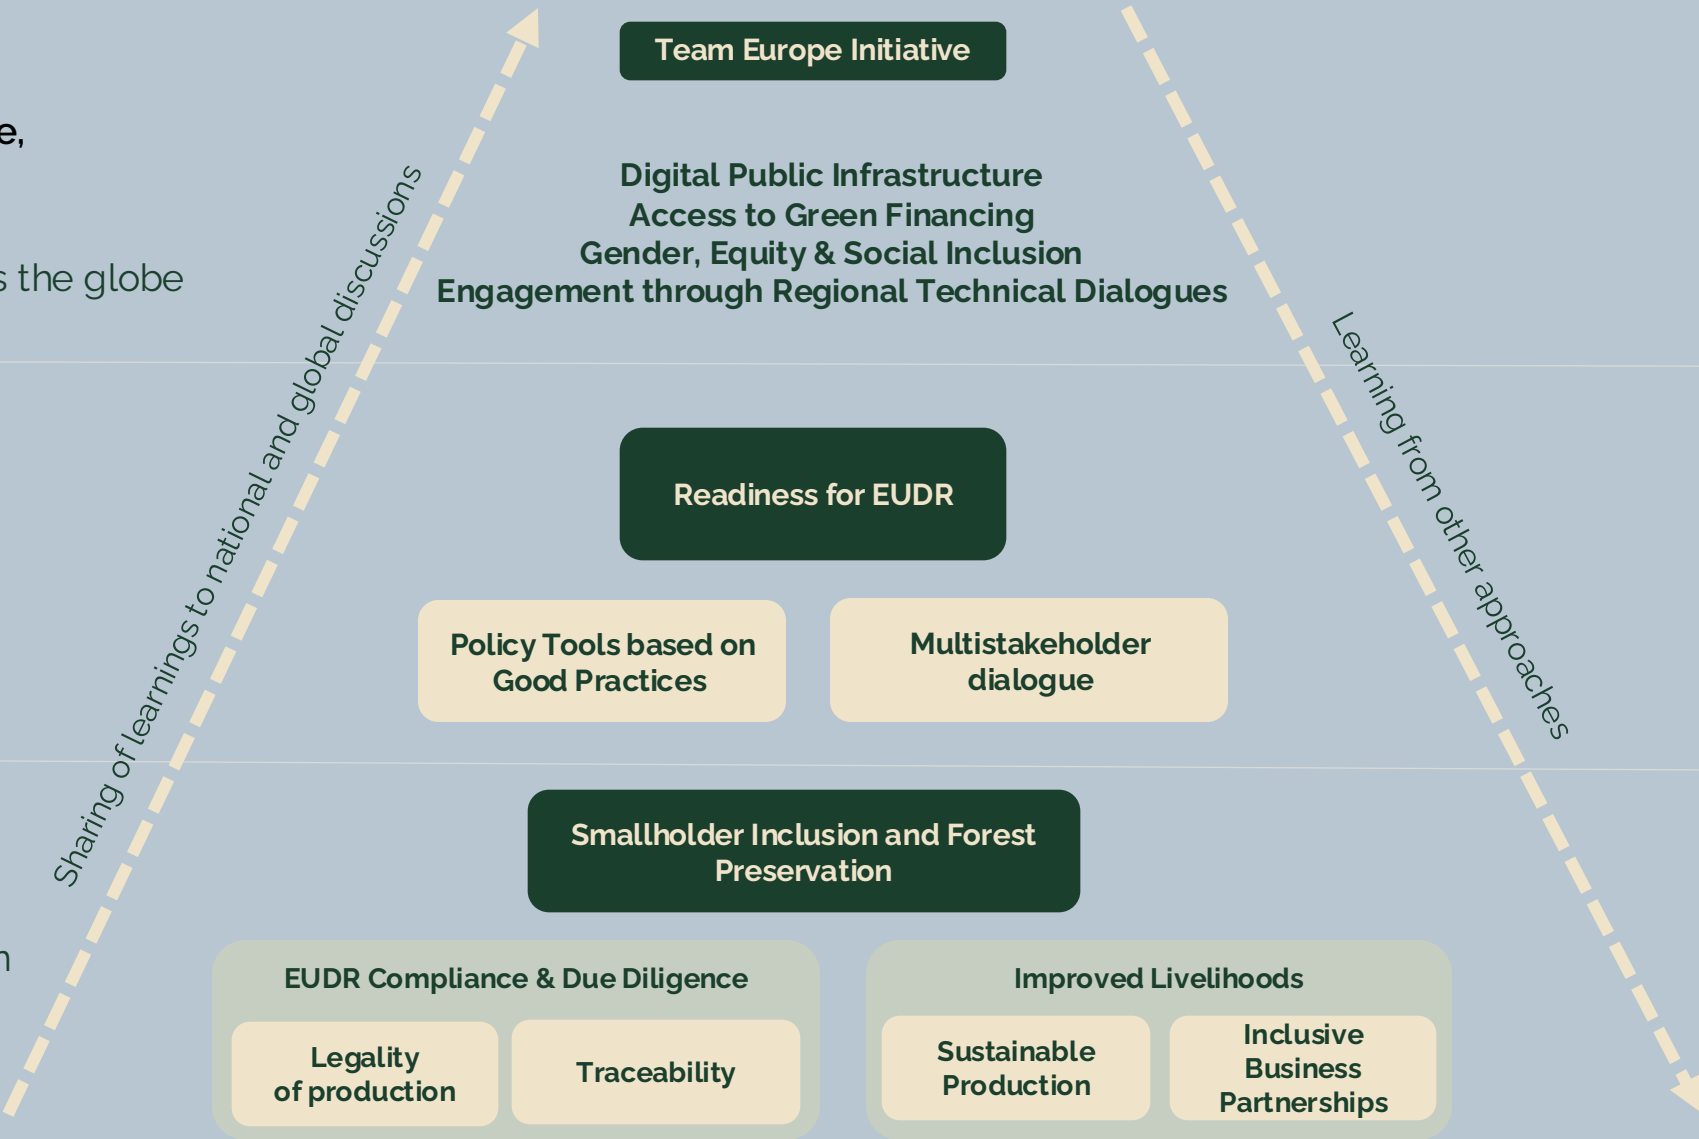 Team Europe Initiative
e,
Digital Public Infrastructure
Access to Green Financing
Gender, Equity & Social Inclusion
s the globe
Engagement through Regional Technical Dialogues
Sharing of learnings to national and global discussions
Learning from other approaches
Readiness for EUDR
Policy Tools based on
Good Practices
Multistakeholder
dialogue
Smallholder Inclusion and Forest
Preservation
EUDR Compliance & Due Diligence
Legality
of production
Traceability
Improved Livelihoods
Sustainable
Production
Inclusive
Business
Partnerships